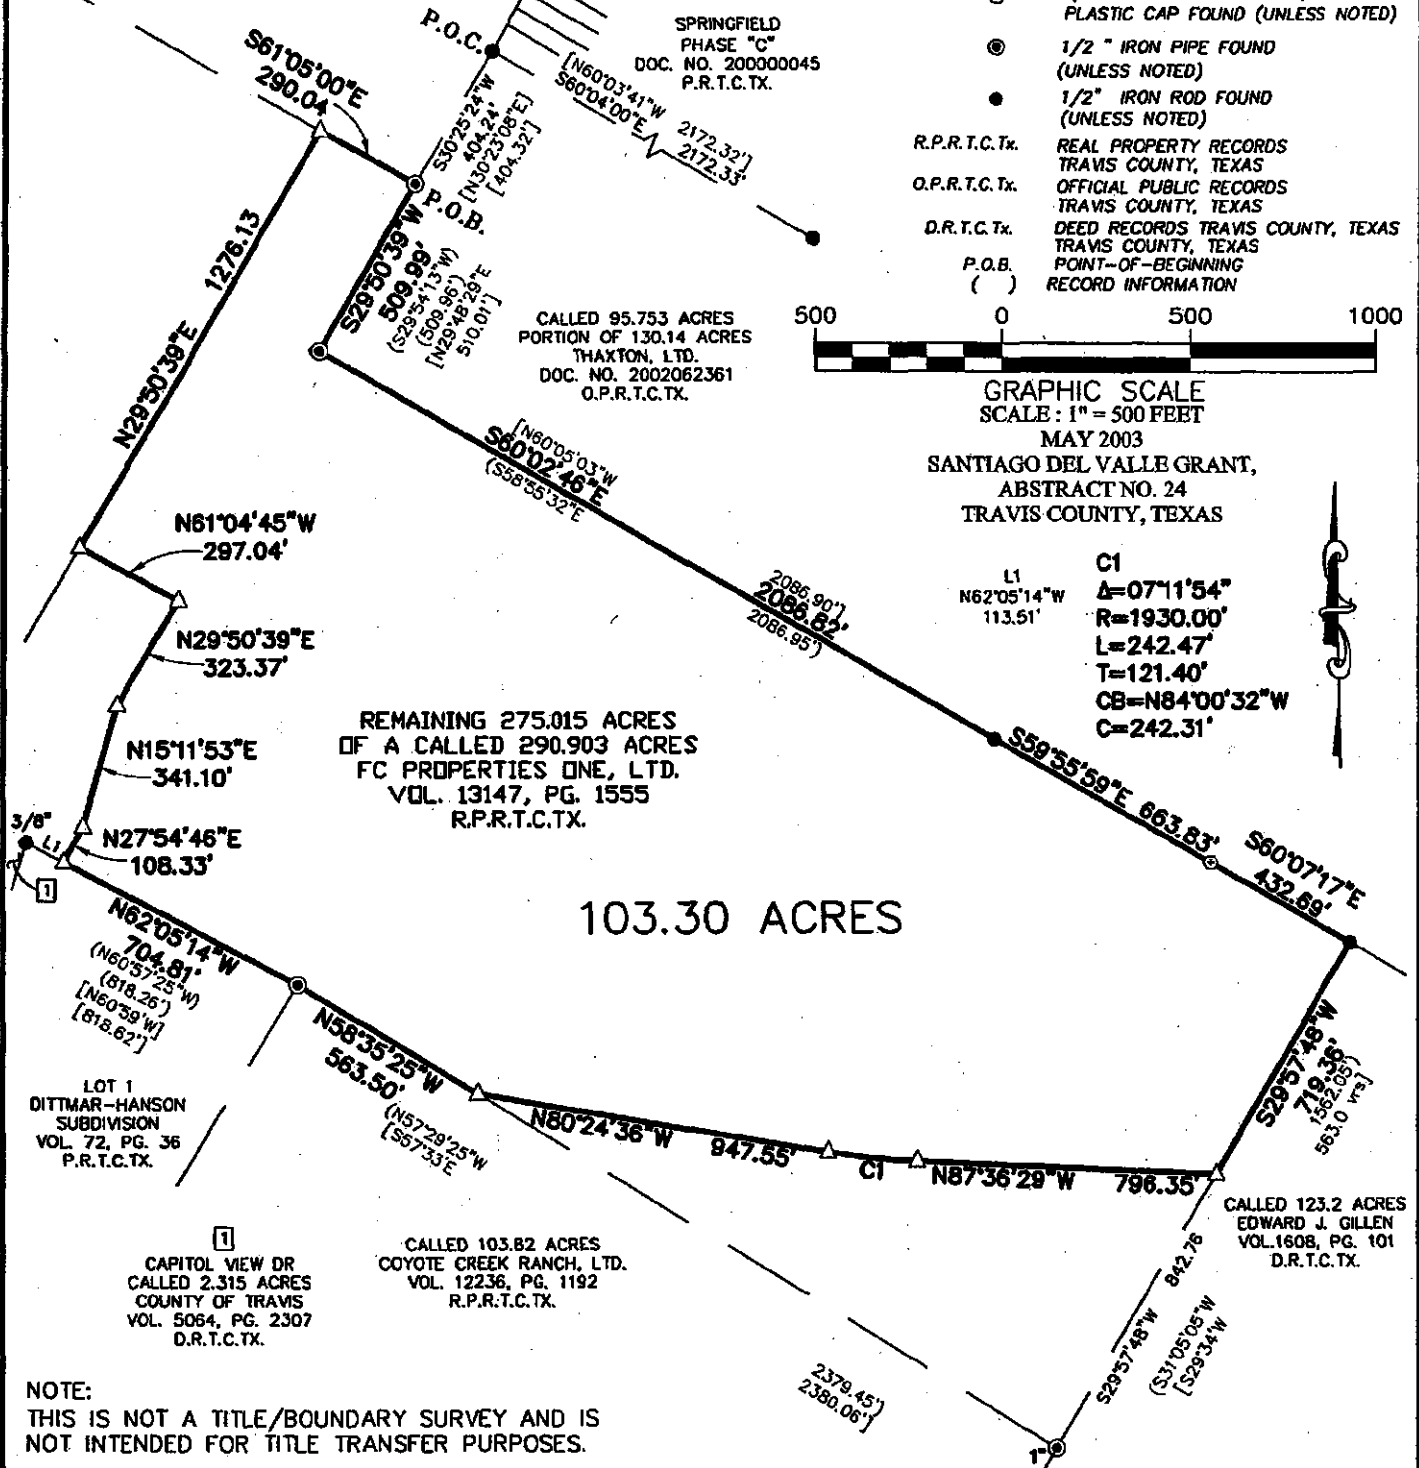 PLASTIC CAP FOUND (UNLESS NOTED)
1/2 " IRON PIPE FOUND
(UNLESS NOTED)
1/2" IRON ROD FOUND
(UNLESS NOTED)
R.P.R.T.C.Tx. REAL PROPERTY RECORDS
TRAVIS COUNTY, TEXAS
O.P.R.T.C.Tx. OFFICIAL PUBLIC RECORDS
TRAVIS COUNTY, TEXAS
D.R.T.C.Tx. DEED RECORDS TRAVIS COUNTY, TEXAS
TRAVIS COUNTY, TEXAS
P.O.B. POINT-OF-BEGINNING
( ) RECORD INFORMATION
SPRINGFIELD
PHASE "C"
DOC. NO. 200000045
P.R.T.C.TX.
P.O.C.
S61°05'00"E
290.04
S30°25'24"W
404.24'
[N30°23'08"E]
[404.32']
[N60°03'41"W 2172.32']
S60°04'00"E 2172.33'
P.O.B.
S29°50'39"W
509.99'
(S29°54'13"W)
(509.96')
[N29°48'29"E
510.01']
1276.13
N29°50'39"E
CALLED 95.753 ACRES
PORTION OF 130.14 ACRES
THAXTON, LTD.
DOC. NO. 2002062361
O.P.R.T.C.TX.
500 0 500 1000
GRAPHIC SCALE
SCALE : 1" = 500 FEET
MAY 2003
SANTIAGO DEL VALLE GRANT,
ABSTRACT NO. 24
TRAVIS COUNTY, TEXAS
[N60°05'03"W 2086.90']
S60°02'46"E 2086.82'
(S58°55'32"E 2086.95')
N61°04'45"W
297.04'
N29°50'39"E
323.37'
N15°11'53"E
341.10'
N27°54'46"E
108.33'
L1
N62°05'14"W
113.51'
C1
Δ=07°11'54"
R=1930.00'
L=242.47'
T=121.40'
CB=N84°00'32"W
C=242.31'
REMAINING 275.015 ACRES
OF A CALLED 290.903 ACRES
FC PROPERTIES ONE, LTD.
VOL. 13147, PG. 1555
R.P.R.T.C.TX.
S59°55'59"E 663.83'
S60°07'17"E
432.69'
3/8"
L1
1
103.30 ACRES
N62°05'14"W
704.81'
(N60°57'25"W)
(818.26')
[N60°59'W]
[818.62']
N58°35'25"W
563.50'
(N57°29'25"W
[S67°33'E
N80°24'36"W 947.55'
C1
N87°36'29"W 796.35'
S29°57'48"W
719.36'
1562.05')
563.0 vrs]
LOT 1
DITTMAR-HANSON
SUBDIVISION
VOL. 72, PG. 36
P.R.T.C.TX.
1
CAPITOL VIEW DR
CALLED 2.315 ACRES
COUNTY OF TRAVIS
VOL. 5064, PG. 2307
D.R.T.C.TX.
CALLED 103.82 ACRES
COYOTE CREEK RANCH, LTD.
VOL. 12236, PG. 1192
R.P.R.T.C.TX.
CALLED 123.2 ACRES
EDWARD J. GILLEN
VOL.1608, PG. 101
D.R.T.C.TX.
S29°57'48"W 842.76
(S31°05'05"W
[S29°34'W
2379.45')
2380.06']
1"
NOTE:
THIS IS NOT A TITLE/BOUNDARY SURVEY AND IS
NOT INTENDED FOR TITLE TRANSFER PURPOSES.